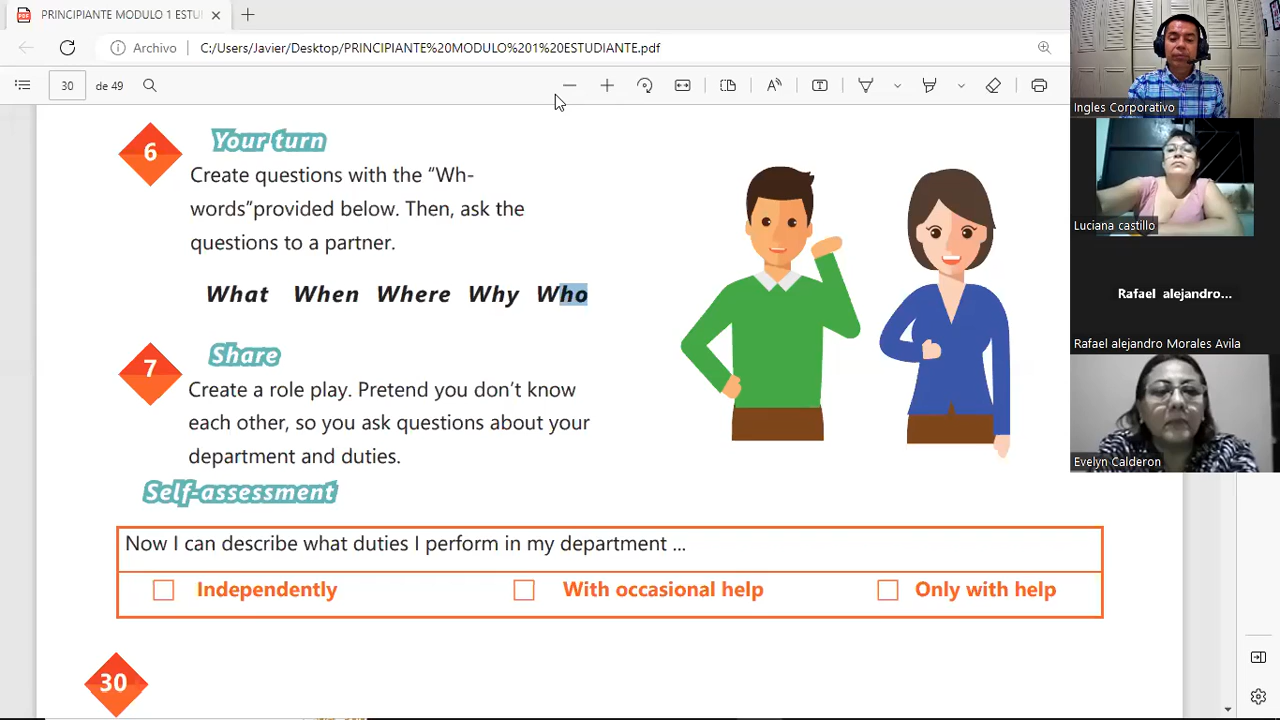 PRINCIPIANTE MODULO 1 ESTU
Archivo
C:/Users/Javier/Desktop/PRINCIPIANTE%20MODULO%201%20ESTUDIANTE.pdf
30
de 49
6
Your turn
Create questions with the “Wh-
words“provided below. Then, ask the
questions to a partner.
What When Where Why Who
7
Share
Create a role play. Pretend you don’t know
each other, so you ask questions about your
department and duties.
Self-assessment
Now I can describe what duties I perform in my department ...
Independently
With occasional help
Only with help
30
Ingles Corporativo
Luciana castillo
Rafael alejandro...
Rafael alejandro Morales Avila
Evelyn Calderon